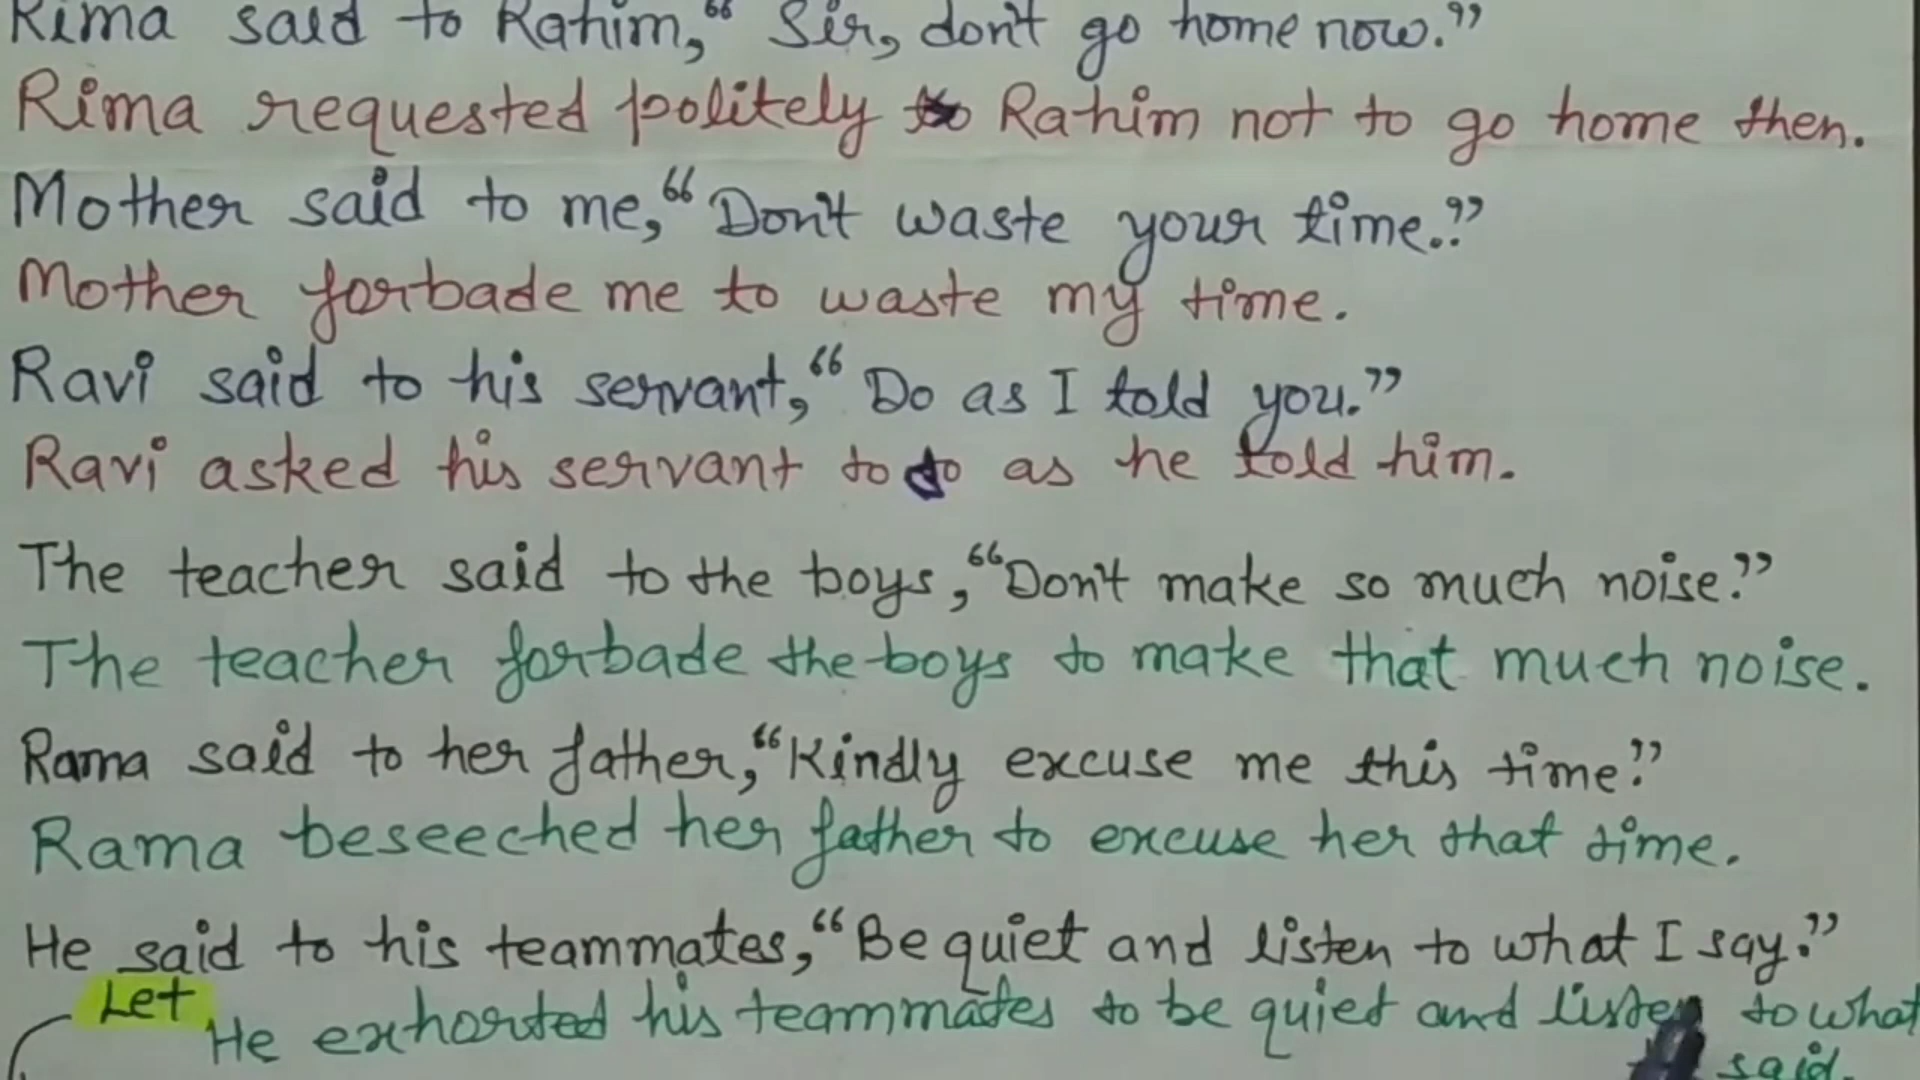 Rima said to Rahim, "Sir, don't go home now."
Rima requested politely to Rahim not to go home then.
Mother said to me, "Don't waste your time."
Mother forbade me to waste my time.
Ravi said to his servant, "Do as I told you."
Ravi asked his servant to do as he told him.
The teacher said to the boys, "Don't make so much noise."
The teacher forbade the boys to make that much noise.
Rama said to her father, "Kindly excuse me this time."
Rama beseeched her father to excuse her that time.
He said to his teammates, "Be quiet and listen to what I say."
Let
He exhorted his teammates to be quiet and listen to what
said.